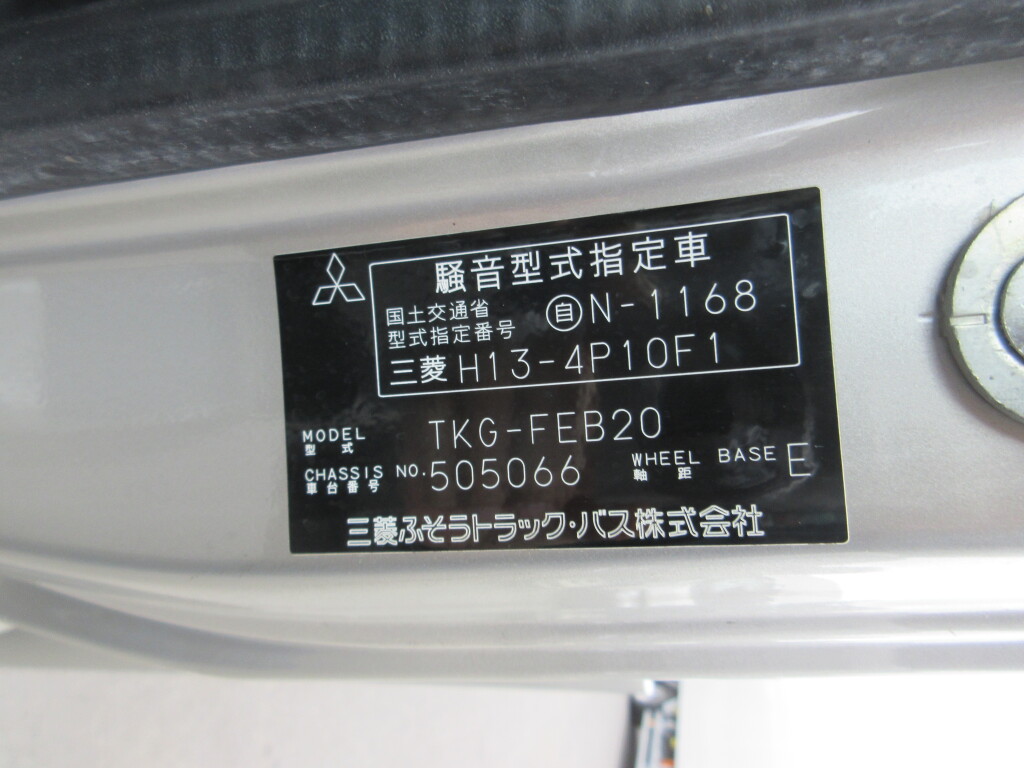 騒音型式指定車
国土交通省
型式指定番号 自N-1168
三菱 H13-4P10F1
MODEL 型式 TKG-FEB20
CHASSIS NO. 車台番号 505066 WHEEL BASE 軸距 E
三菱ふそうトラック・バス株式会社